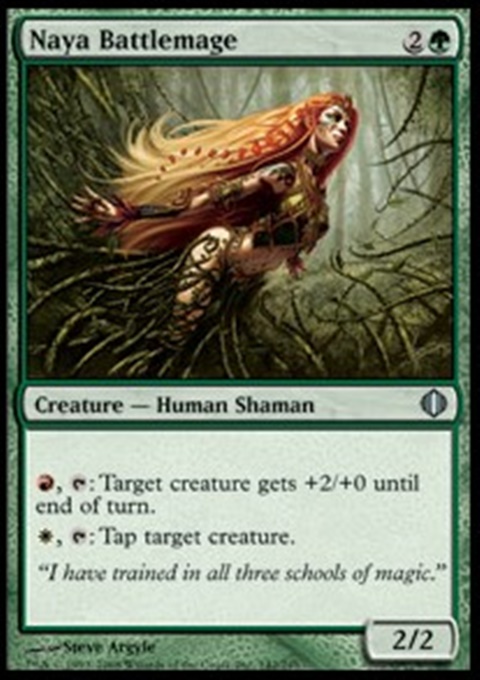 Naya Battlemage 2
Creature — Human Shaman
, : Target creature gets +2/+0 until
end of turn.
, : Tap target creature.
"I have trained in all three schools of magic."
Steve Argyle
2/2